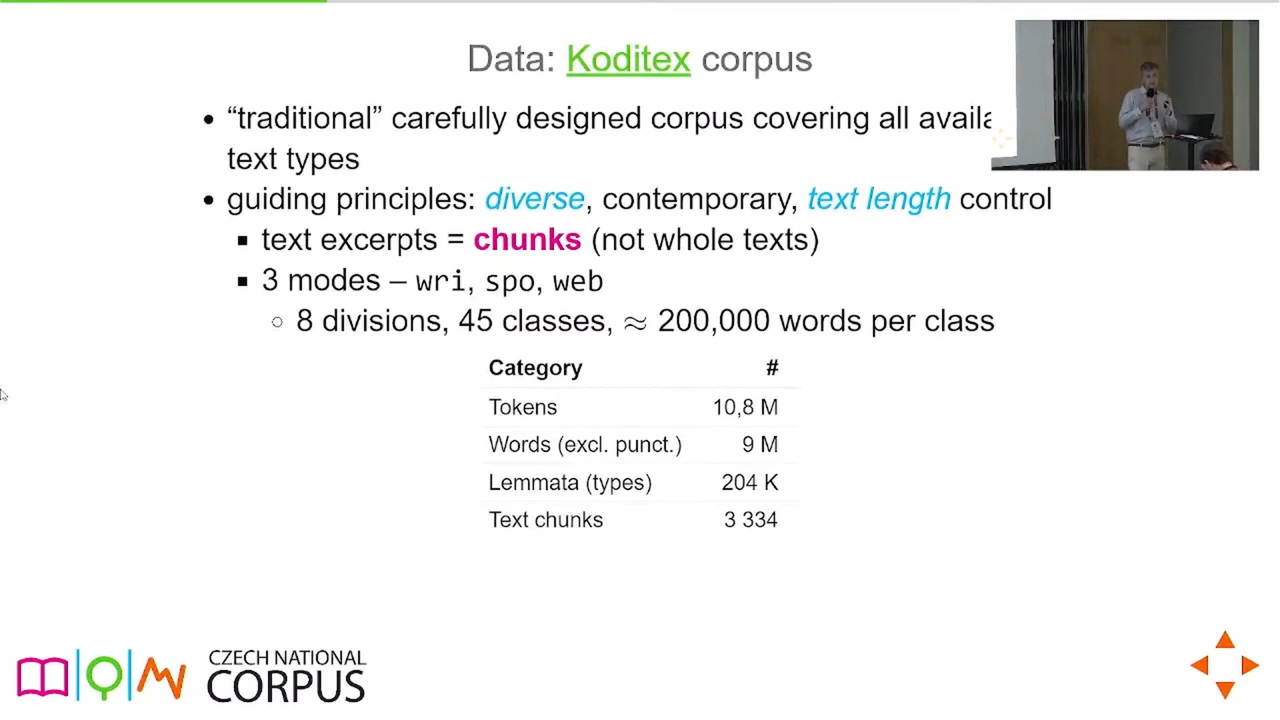 Data: Koditex corpus
• “traditional” carefully designed corpus covering all
text types
• guiding principles: diverse, contemporary, text length control
▪ text excerpts = chunks (not whole texts)
▪ 3 modes – wri, spo, web
○ 8 divisions, 45 classes, ≈ 200,000 words per class
Category #
Tokens 10,8 M
Words (excl. punct.) 9 M
Lemmata (types) 204 K
Text chunks 3 334
CZECH NATIONAL
CORPUS